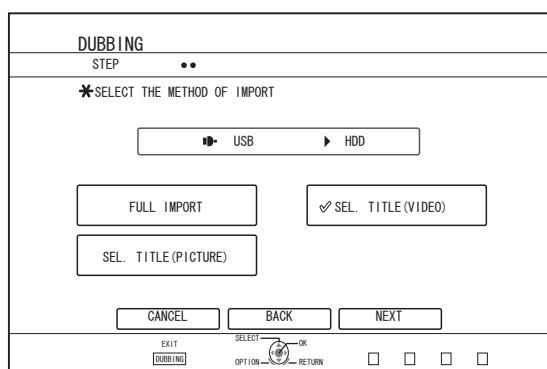 DUBBING
STEP
*SELECT THE METHOD OF IMPORT
USB ▶ HDD
FULL IMPORT
✓SEL. TITLE(VIDEO)
SEL. TITLE(PICTURE)
CANCEL
BACK
NEXT
EXIT
DUBBING
SELECT
OK
OPTION
RETURN